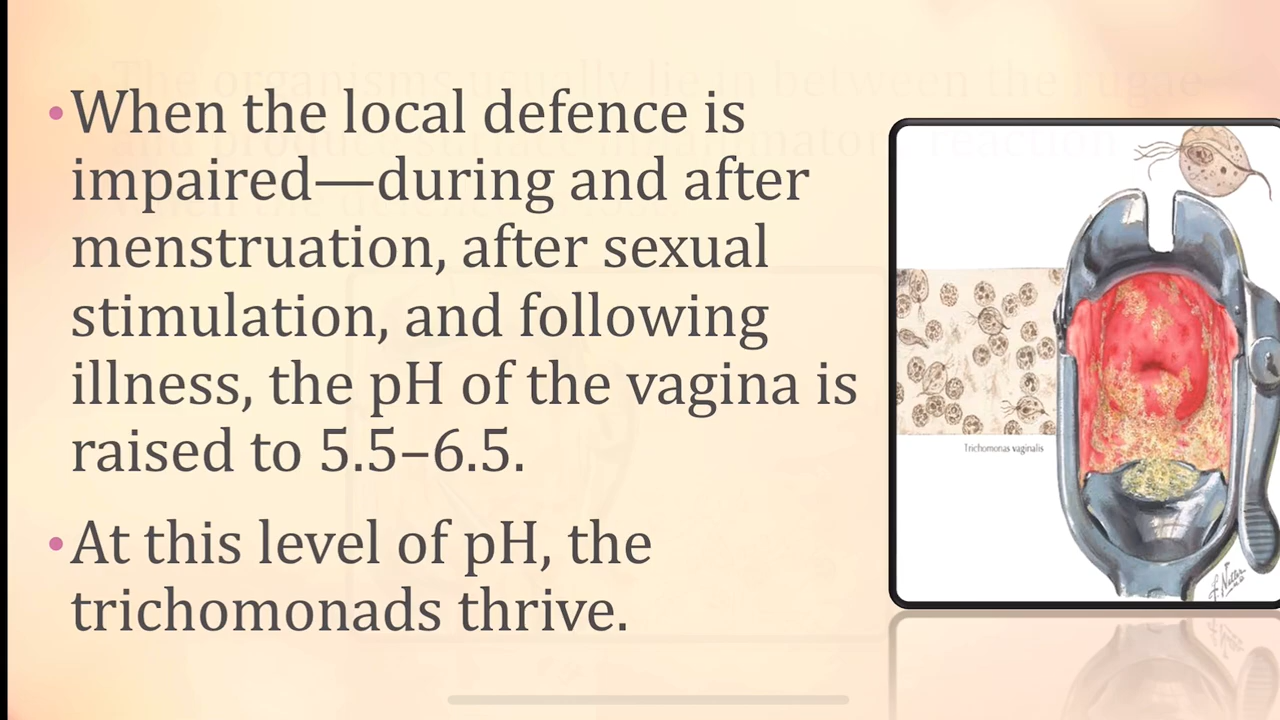 •When the local defence is
impaired—during and after
menstruation, after sexual
stimulation, and following
illness, the pH of the vagina is
raised to 5.5–6.5.
•At this level of pH, the
trichomonads thrive.
Trichomonas vaginalis